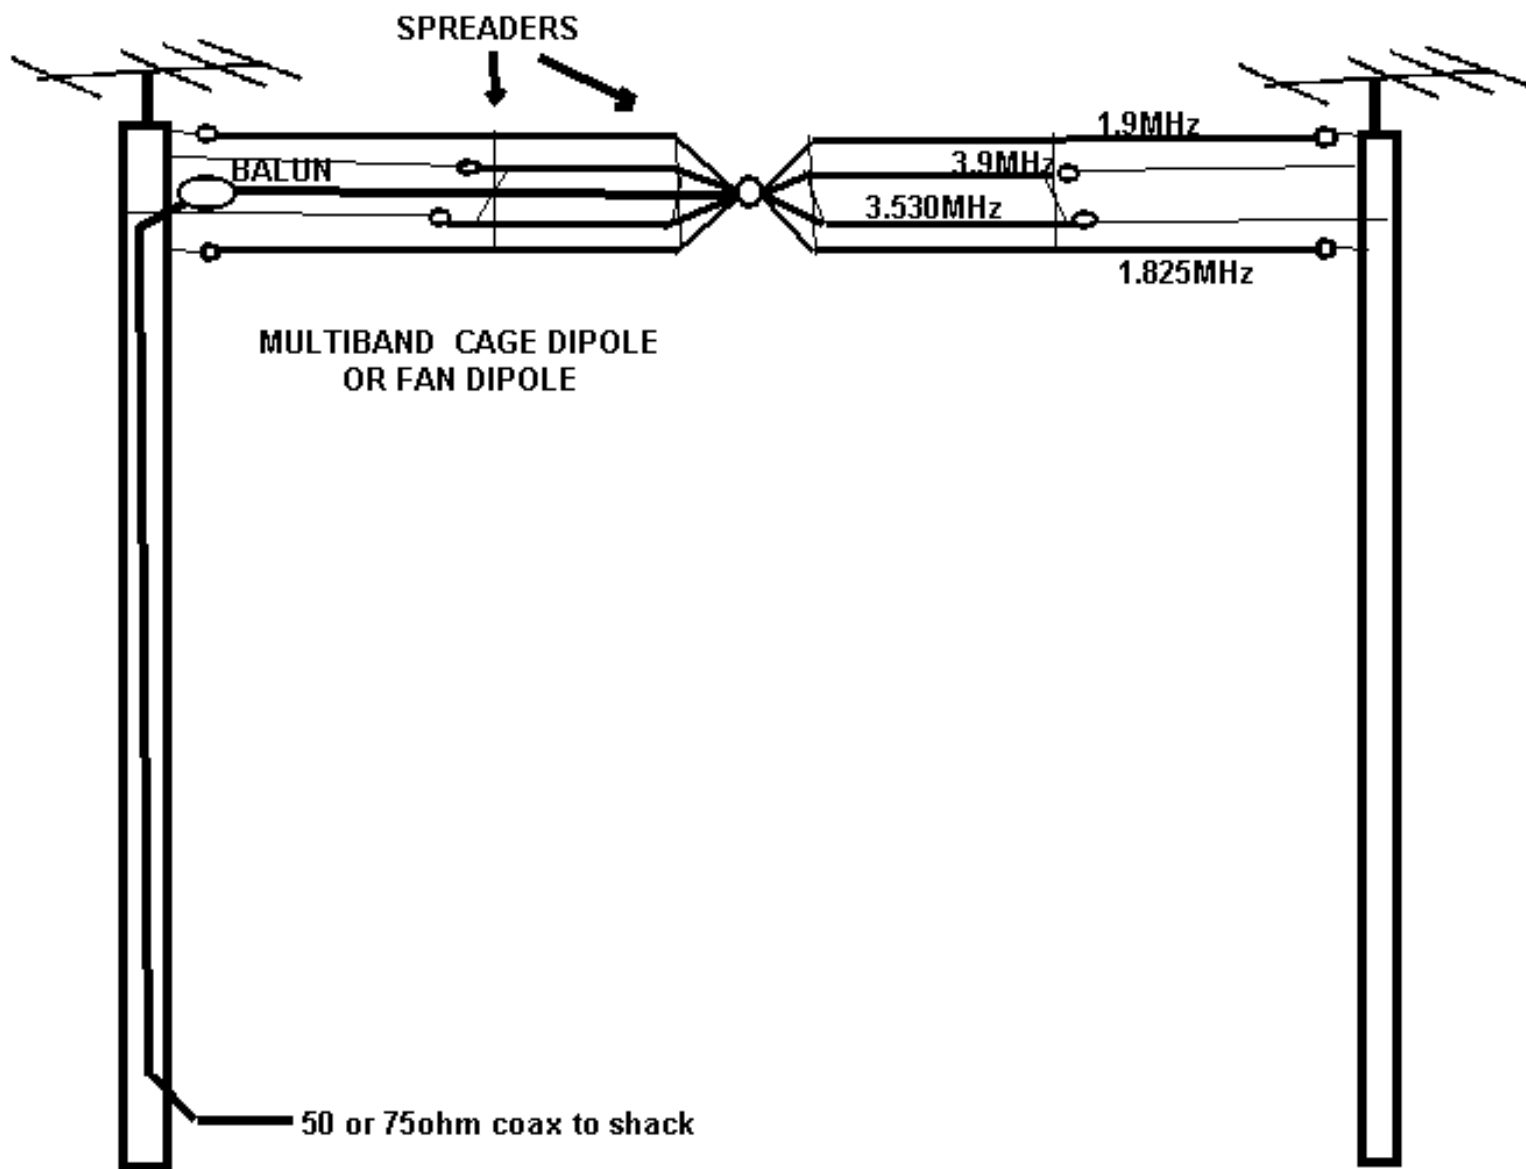 SPREADERS
1.9MHz
BALUN
3.9MHz
3.530MHz
1.825MHz
MULTIBAND CAGE DIPOLE
OR FAN DIPOLE
50 or 75ohm coax to shack